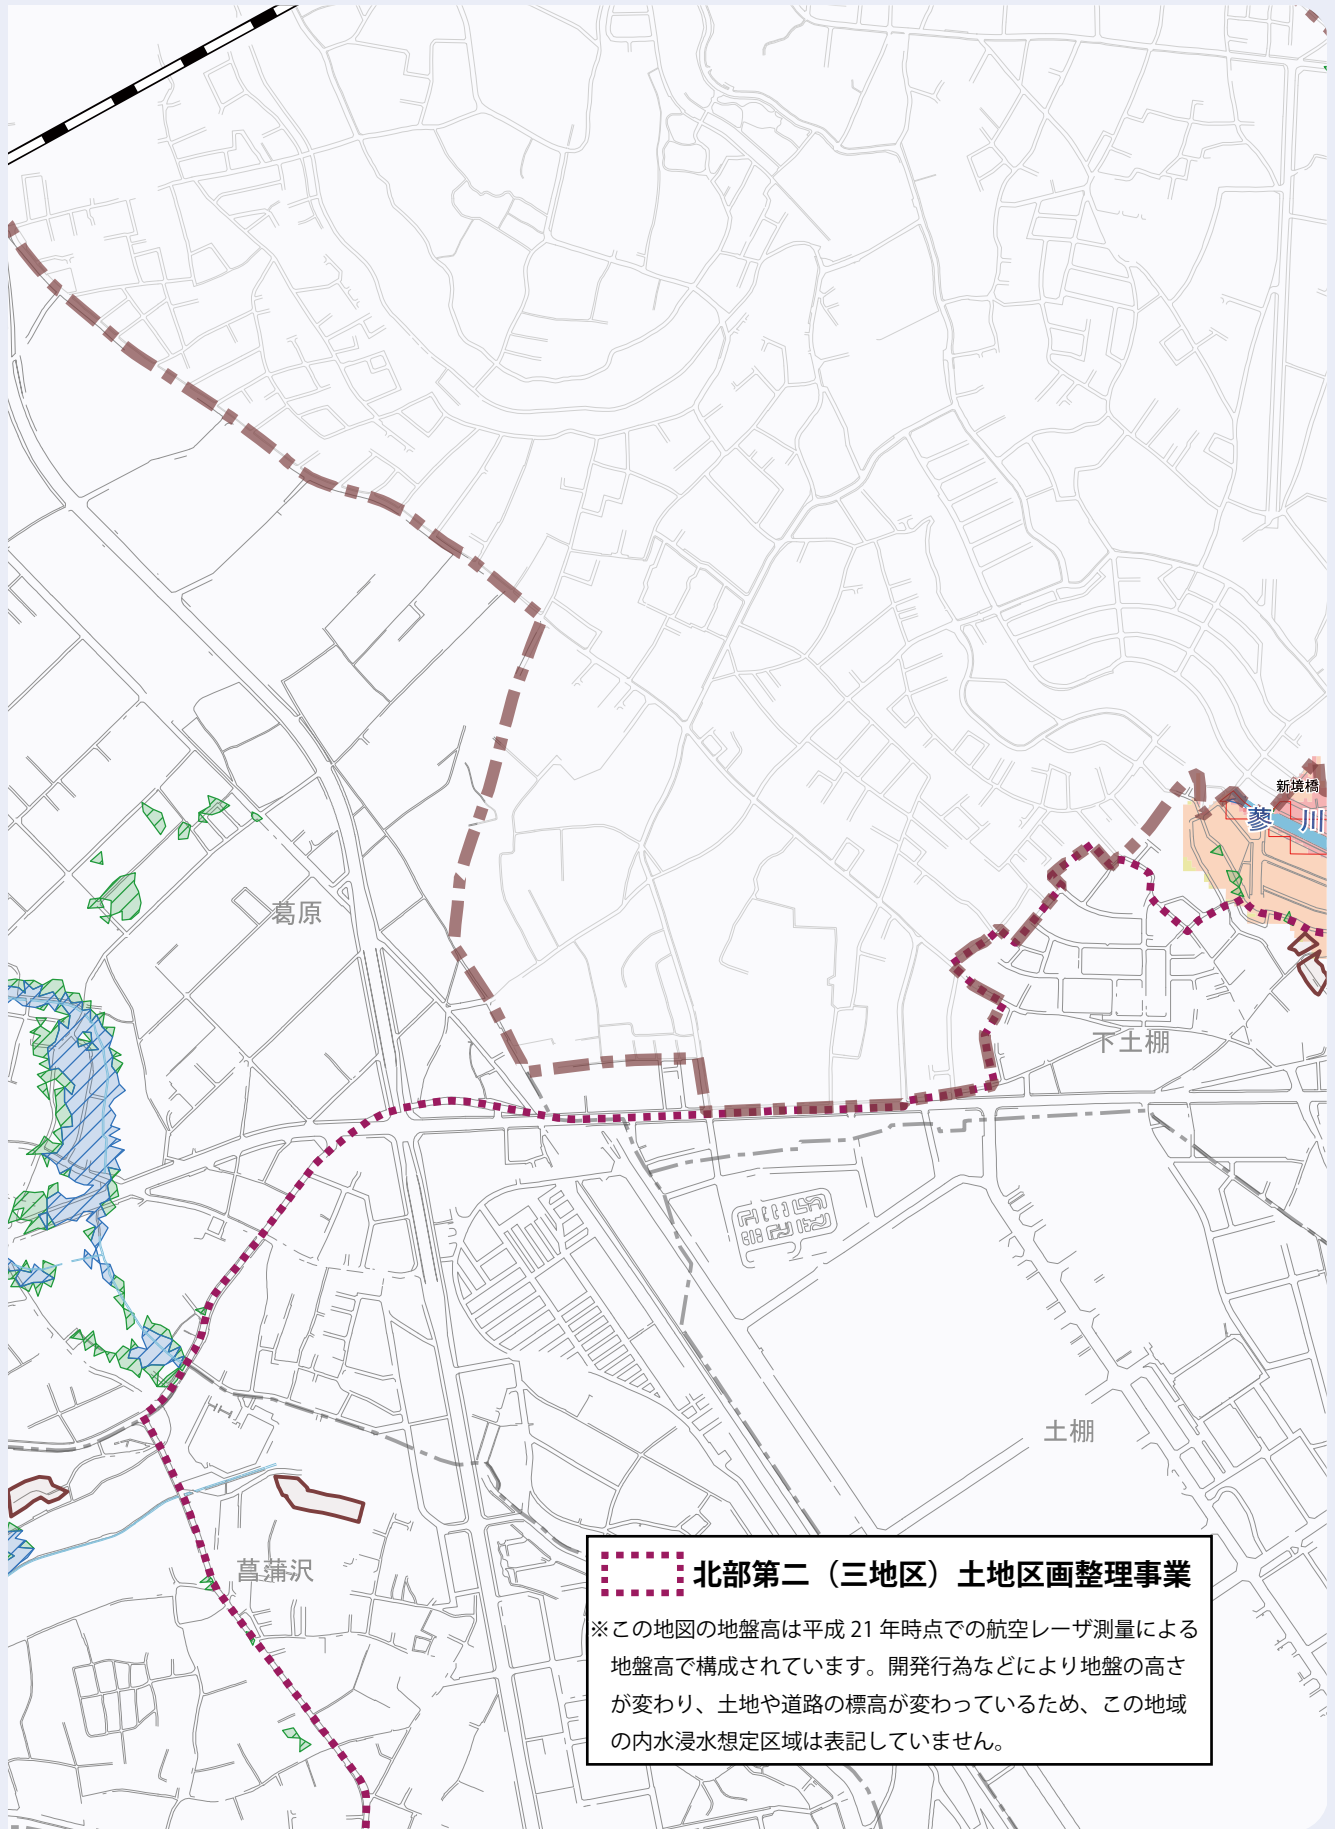 新境橋
蓼 川
葛原
下土棚
土棚
菖蒲沢
北部第二（三地区）土地区画整理事業
※この地図の地盤高は平成 21 年時点での航空レーザ測量による
地盤高で構成されています。開発行為などにより地盤の高さ
が変わり、土地や道路の標高が変わっているため、この地域
の内水浸水想定区域は表記していません。